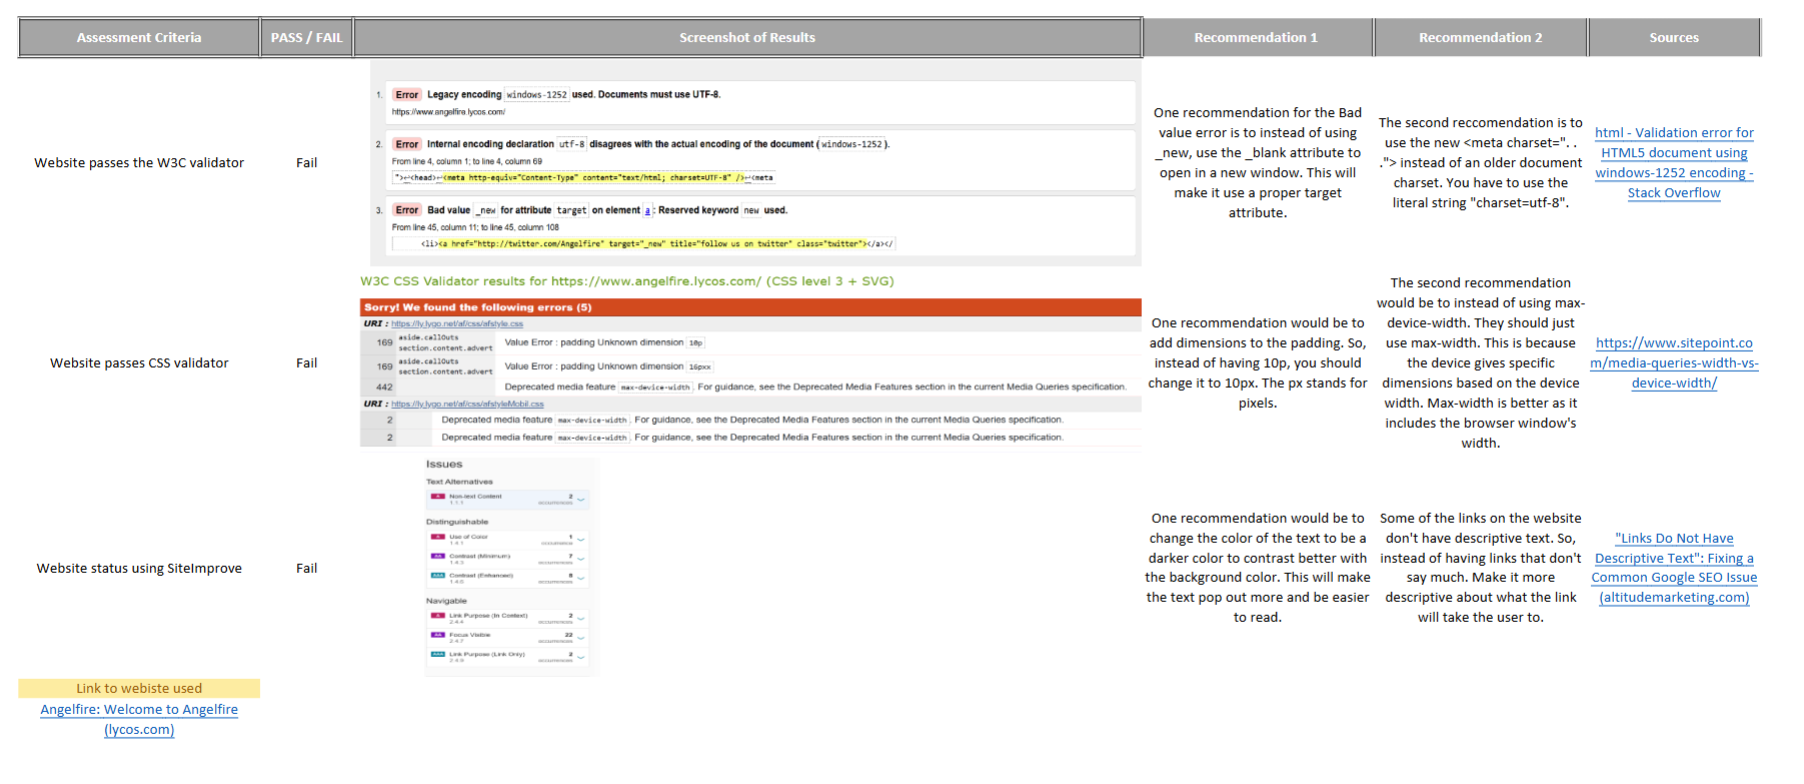 Assessment Criteria
PASS / FAIL
Screenshot of Results
Recommendation 1
Recommendation 2
Sources
Website passes the W3C validator
Fail
1. Error Legacy encoding windows-1252 used. Documents must use UTF-8.
https://www.angelfire.lycos.com/
2. Error Internal encoding declaration utf-8 disagrees with the actual encoding of the document (windows-1252).
From line 4, column 1; to line 4, column 69
">↩<head>↩<meta http-equiv="Content-Type" content="text/html; charset=UTF-8" />↩<meta
3. Error Bad value _new for attribute target on element a: Reserved keyword new used.
From line 45, column 11; to line 45, column 108
<li><a href="http://twitter.com/Angelfire" target="_new" title="follow us on twitter" class="twitter"></a></
One recommendation for the Bad
value error is to instead of using
_new, use the _blank attribute to
open in a new window. This will
make it use a proper target
attribute.
The second reccomendation is to
use the new <meta charset=". .
."> instead of an older document
charset. You have to use the
literal string "charset=utf-8".
html - Validation error for
HTML5 document using
windows-1252 encoding -
Stack Overflow
Website passes CSS validator
Fail
W3C CSS Validator results for https://www.angelfire.lycos.com/ (CSS level 3 + SVG)
Sorry! We found the following errors (5)
URI : https://ly.lygo.net/af/css/afstyle.css
169 aside.callOuts section.content.advert Value Error : padding Unknown dimension 10p
169 aside.callOuts section.content.advert Value Error : padding Unknown dimension 16pxx
442 Deprecated media feature max-device-width. For guidance, see the Deprecated Media Features section in the current Media Queries specification.
URI : https://ly.lygo.net/af/css/afstyleMobil.css
2 Deprecated media feature max-device-width. For guidance, see the Deprecated Media Features section in the current Media Queries specification.
2 Deprecated media feature max-device-width. For guidance, see the Deprecated Media Features section in the current Media Queries specification.
One recommendation would be to
add dimensions to the padding. So,
instead of having 10p, you should
change it to 10px. The px stands for
pixels.
The second recommendation
would be to instead of using max-
device-width. They should just
use max-width. This is because
the device gives specific
dimensions based on the device
width. Max-width is better as it
includes the browser window's
width.
https://www.sitepoint.co
m/media-queries-width-vs-
device-width/
Website status using SiteImprove
Fail
Issues
Text Alternatives
A Non-text Content 2
1.1.1
Distinguishable
A Use of Color 1
1.4.1
AA Contrast (Minimum) 7
1.4.3
AAA Contrast (Enhanced) 8
1.4.6
Navigable
A Link Purpose (In Context) 2
2.4.4
AA Focus Visible 22
2.4.7
AAA Link Purpose (Link Only) 2
2.4.9
One recommendation would be to
change the color of the text to be a
darker color to contrast better with
the background color. This will make
the text pop out more and be easier
to read.
Some of the links on the website
don't have descriptive text. So,
instead of having links that don't
say much. Make it more
descriptive about what the link
will take the user to.
"Links Do Not Have
Descriptive Text": Fixing a
Common Google SEO Issue
(altitudemarketing.com)
Link to webiste used
Angelfire: Welcome to Angelfire
(lycos.com)